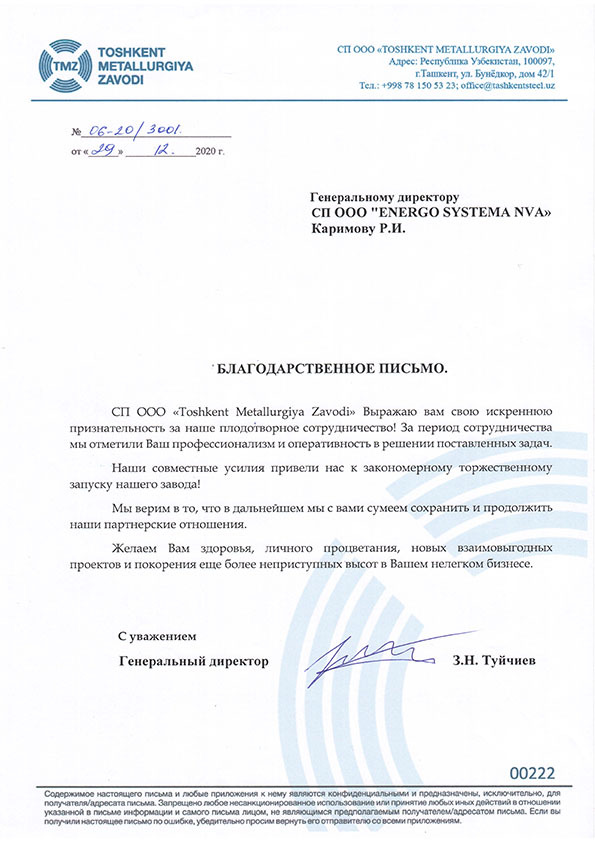 TMZ
TOSHKENT
METALLURGIYA
ZAVODI
СП ООО «TOSHKENT METALLURGIYA ZAVODI»
Адрес: Республика Узбекистан, 100097,
г.Ташкент, ул. Бунёдкор, дом 42/1
Тел.: +998 78 150 53 23; office@tashkentsteel.uz
№ 06-20/3001
от « 29 » 12. 2020 г.
Генеральному директору
СП ООО "ENERGO SYSTEMA NVA»
Каримову Р.И.
БЛАГОДАРСТВЕННОЕ ПИСЬМО.
СП ООО «Toshkent Metallurgiya Zavodi» Выражаю вам свою искреннюю
признательность за наше плодотворное сотрудничество! За период сотрудничества
мы отметили Ваш профессионализм и оперативность в решении поставленных задач.
Наши совместные усилия привели нас к закономерному торжественному
запуску нашего завода!
Мы верим в то, что в дальнейшем мы с вами сумеем сохранить и продолжить
наши партнерские отношения.
Желаем Вам здоровья, личного процветания, новых взаимовыгодных
проектов и покорения еще более неприступных высот в Вашем нелегком бизнесе.
С уважением
Генеральный директор З.Н. Туйчиев
00222
Содержимое настоящего письма и любые приложения к нему являются конфиденциальными и предназначены, исключительно, для
получателя/адресата письма. Запрещено любое несанкционированное использование или принятие любых иных действий в отношении
указанной в письме информации и самого письма лицом, не являющимся предполагаемым получателем/адресатом письма. Если вы
получили настоящее письмо по ошибке, убедительно просим вернуть его отправителю со всеми приложениями.